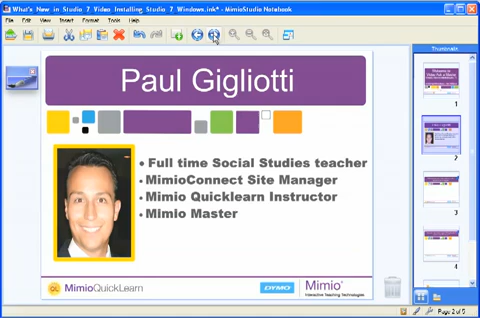 What's New in Studio 7 Video Installing Studio 7 Windows.ink* - MimioStudio Notebook
File Edit View Insert Format Tools Help
Paul Gigliotti
• Full time Social Studies teacher
• MimioConnect Site Manager
• Mimio Quicklearn Instructor
• Mimio Master
QL MimioQuickLearn
DYMO
Mimio
Interactive Teaching Technologies
Thumbnails
1
2
3
4
Page 2 of 5